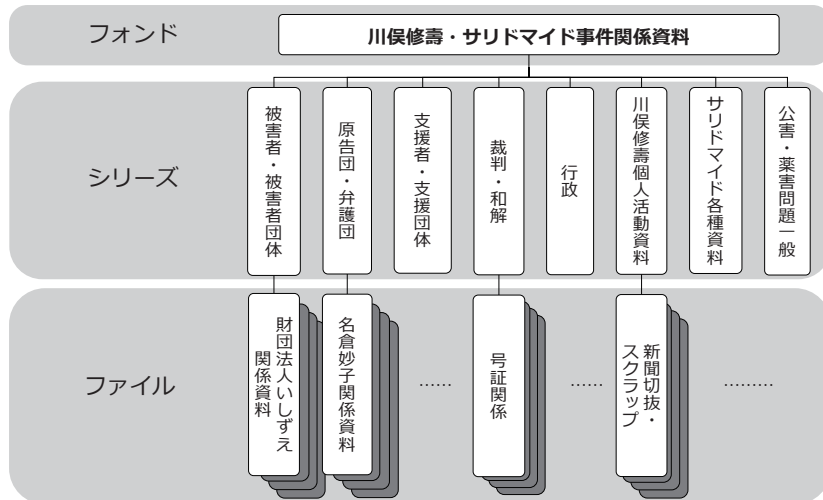 フォンド
川俣修壽・サリドマイド事件関係資料
シリーズ
被害者・被害者団体
原告団・弁護団
支援者・支援団体
裁判・和解
行政
川俣修壽個人活動資料
サリドマイド各種資料
公害・薬害問題一般
ファイル
財団法人いしずえ
関係資料
名倉妙子関係資料
……
号証関係
……
新聞切抜・
スクラップ
………